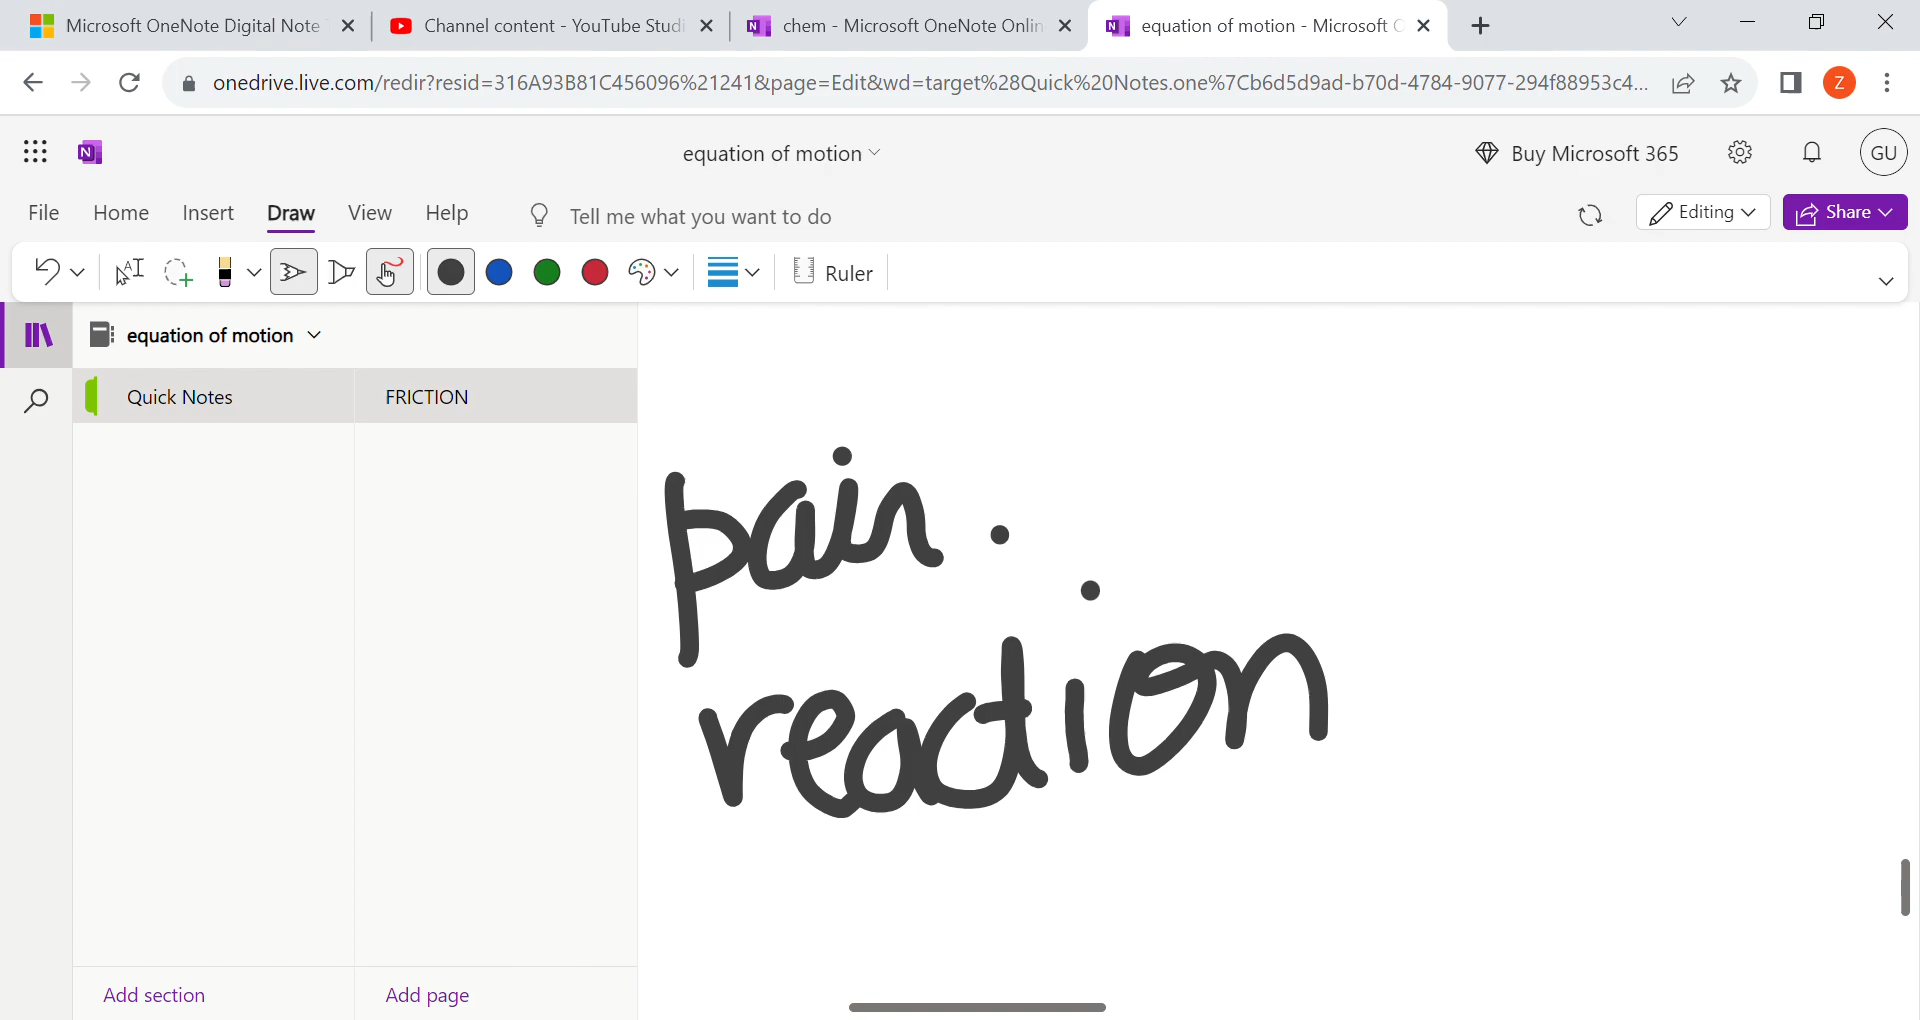 Microsoft OneNote Digital Note T
Channel content - YouTube Studi
chem - Microsoft OneNote Onlin
equation of motion - Microsoft O
onedrive.live.com/redir?resid=316A93B81C456096%21241&page=Edit&wd=target%28Quick%20Notes.one%7Cb6d5d9ad-b70d-4784-9077-294f88953c4...
Z
N
equation of motion
Buy Microsoft 365
GU
File Home Insert Draw View Help Tell me what you want to do
Editing
Share
Ruler
equation of motion
Quick Notes
FRICTION
pair.
reaction
Add section
Add page